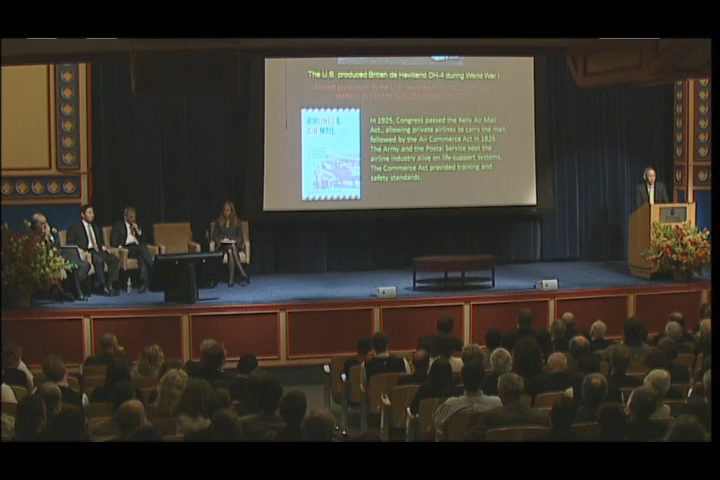 The U.S. produced British de Havilland DH-4 during World War I
AIRLINES &
AIR MAIL
In 1925, Congress passed the Kelly Air Mail
Act., allowing private airlines to carry the mail,
followed by the Air Commerce Act in 1926.
The Army and the Postal Service kept the
airline industry alive on life-support systems.
The Commerce Act provided training and
safety standards.